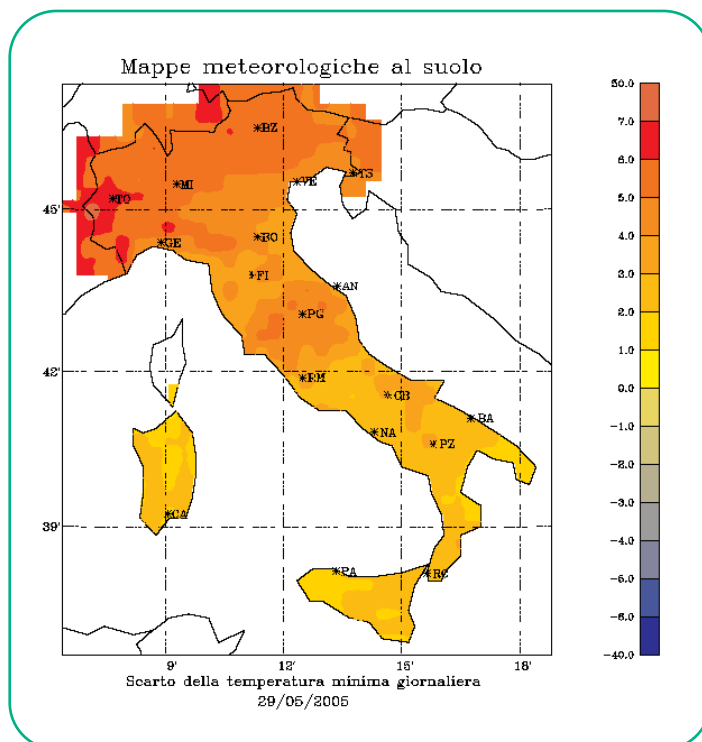 Mappe meteorologiche al suolo
50.0
7.0
*BZ
6.0
*TS
*VE
*MI
5.0
*TO
45'
*BO
*GE
4.0
*FI
*AN
3.0
*PG
2.0
42'
*RM
1.0
*CB
0.0
*BA
*NA
*PZ
-1.0
-2.0
*CA
-3.0
39'
-4.0
*PA
*RC
-5.0
-6.0
-40.0
9'
12'
15'
18'
Scarto della temperatura minima giornaliera
29/05/2005